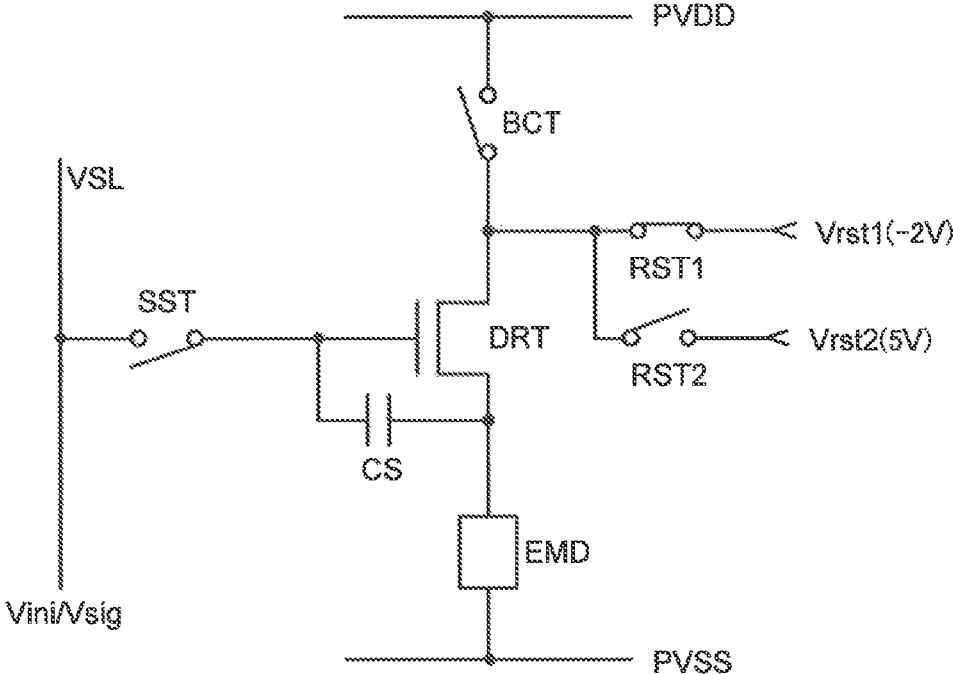 PVDD
BCT
VSL
Vrst1(-2V)
RST1
SST
DRT
Vrst2(5V)
RST2
CS
EMD
Vini/Vsig
PVSS